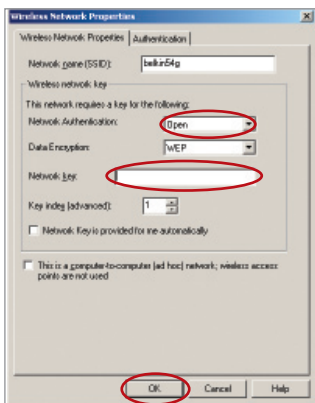 Wireless Network Properties
Wireless Network Properties Authentication
Network name (SSID): belkin54g
Wireless network key
This network requires a key for the following:
Network Authentication: Open
Data Encryption: WEP
Network key:
Key index (advanced): 1
Network Key is provided for me automatically
This is a computer-to-computer (ad hoc) network; wireless access
points are not used
OK Cancel Help